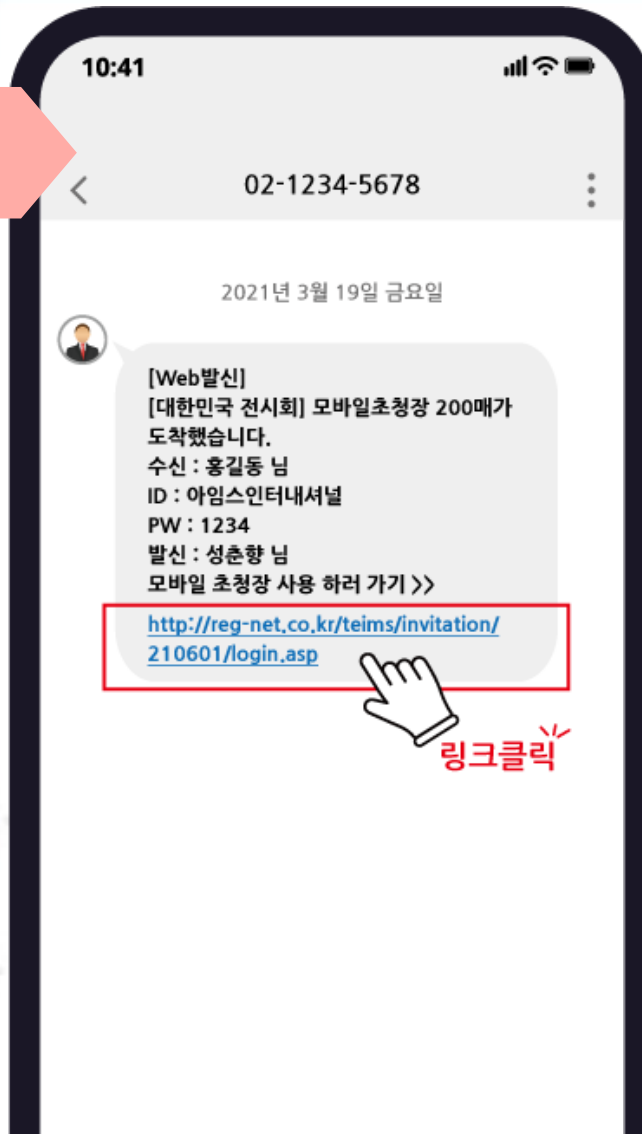 10:41
02-1234-5678
2021년 3월 19일 금요일
[Web발신]
[대한민국 전시회] 모바일초청장 200매가
도착했습니다.
수신 : 홍길동 님
ID : 아임스인터내셔널
PW : 1234
발신 : 성춘향 님
모바일 초청장 사용 하러 가기 >>
http://reg-net.co.kr/teims/invitation/
210601/login.asp
링크클릭